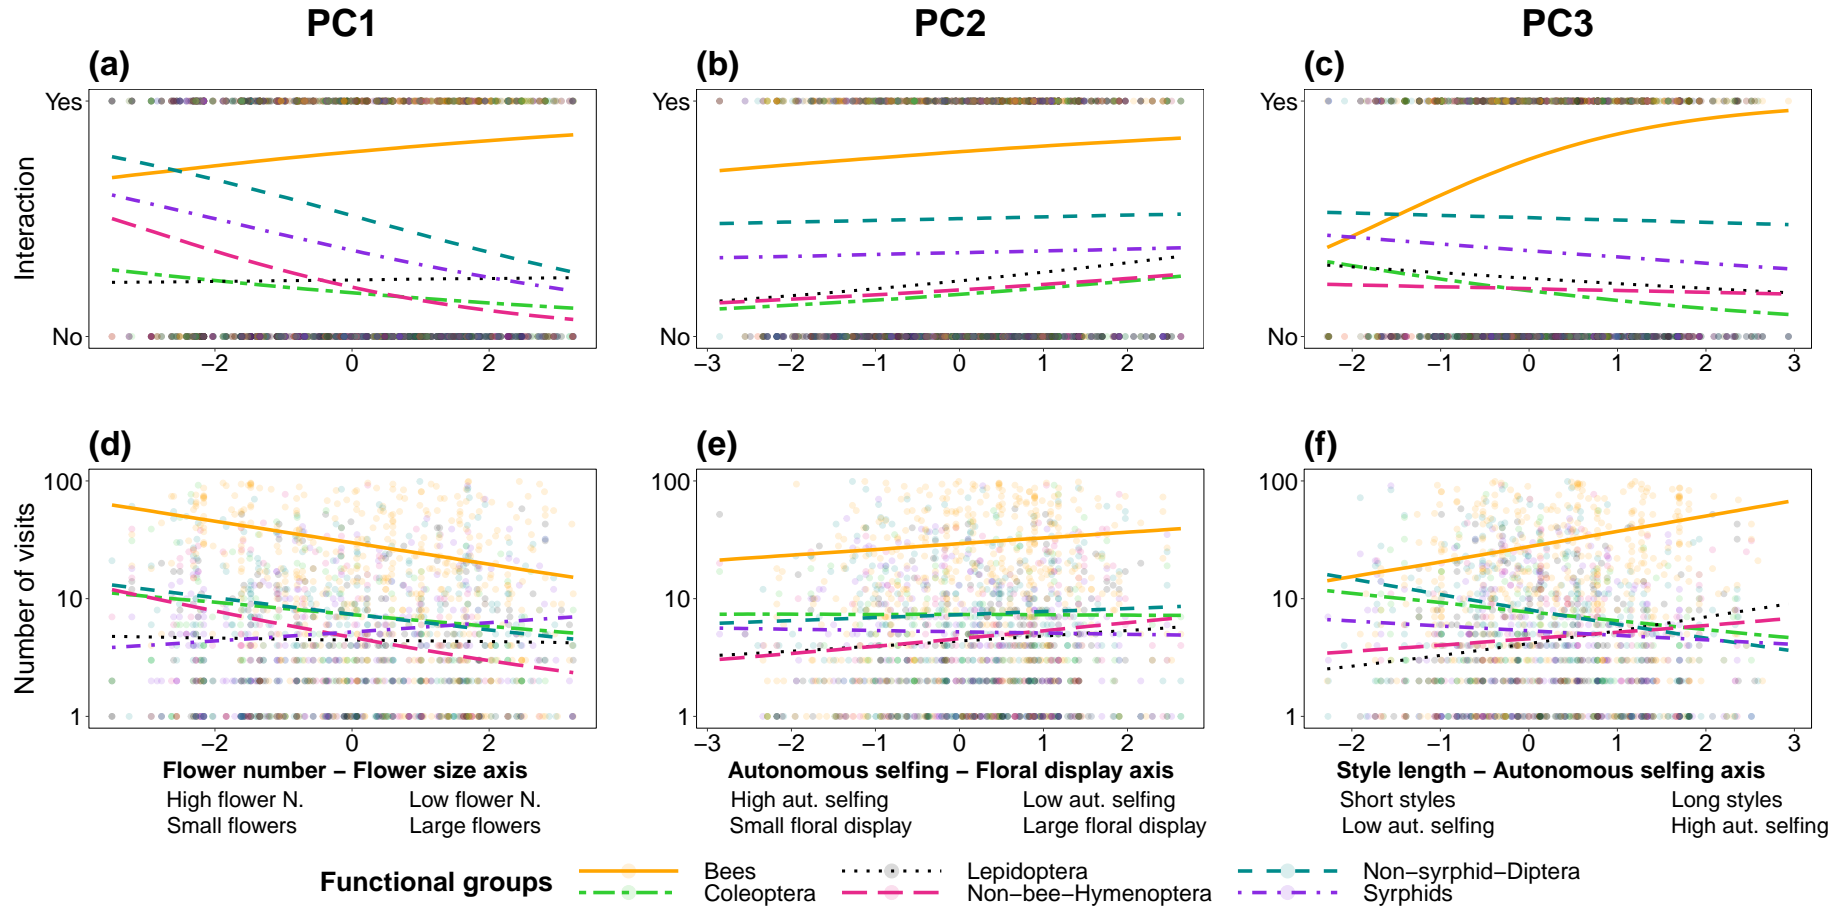 PC1 PC2 PC3
(a) (b) (c)
Interaction
Yes Yes Yes
No No No
−2 0 2 −3 −2 −1 0 1 2 −2 −1 0 1 2 3
(d) (e) (f)
Number of visits
100 100 100
10 10 10
1 1 1
−2 0 2 −3 −2 −1 0 1 2 −2 −1 0 1 2 3
Flower number − Flower size axis Autonomous selfing − Floral display axis Style length − Autonomous selfing axis
High flower N. Low flower N. High aut. selfing Low aut. selfing Short styles Long styles
Small flowers Large flowers Small floral display Large floral display Low aut. selfing High aut. selfing
Functional groups
Bees Lepidoptera Non−syrphid−Diptera
Coleoptera Non−bee−Hymenoptera Syrphids